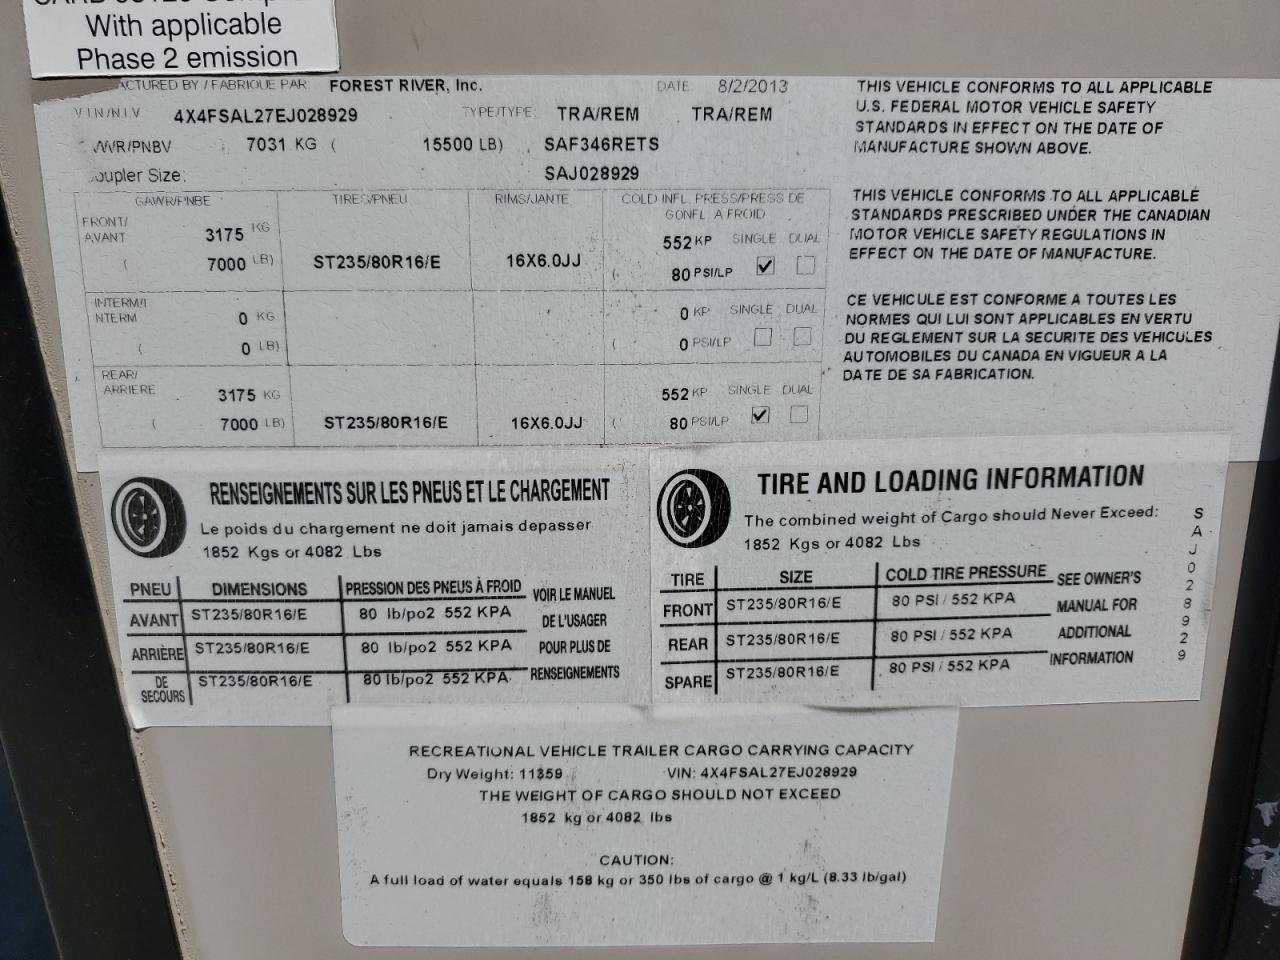 With applicable
Phase 2 emission
ACTURED BY / FABRIQUE PAR: FOREST RIVER, Inc. DATE 8/2/2013
VIN/NIV 4X4FSAL27EJ028929 TYPE/TYPE: TRA/REM TRA/REM
WR/PNBV 7031 KG ( 15500 LB) SAF346RETS
oupler Size: SAJ028929
GAWR/PNBE TIRES/PNEU RIMS/JANTE COLD INFL. PRESS/PRESS DE
GONFL A FROID
FRONT/
AVANT 3175 KG 552 KP SINGLE DUAL
( 7000 LB) ST235/80R16/E 16X6.0JJ ( 80 PSI/LP
INTERM/I
NTERM 0 KG 0 KP SINGLE DUAL
( 0 LB) ( 0 PSI/LP
REAR/
ARRIERE 3175 KG 552 KP SINGLE DUAL
( 7000 LB) ST235/80R16/E 16X6.0JJ ( 80 PSI/LP
THIS VEHICLE CONFORMS TO ALL APPLICABLE
U.S. FEDERAL MOTOR VEHICLE SAFETY
STANDARDS IN EFFECT ON THE DATE OF
MANUFACTURE SHOWN ABOVE.
THIS VEHICLE CONFORMS TO ALL APPLICABLE
STANDARDS PRESCRIBED UNDER THE CANADIAN
MOTOR VEHICLE SAFETY REGULATIONS IN
EFFECT ON THE DATE OF MANUFACTURE.
CE VEHICULE EST CONFORME A TOUTES LES
NORMES QUI LUI SONT APPLICABLES EN VERTU
DU REGLEMENT SUR LA SECURITE DES VEHICULES
AUTOMOBILES DU CANADA EN VIGUEUR A LA
DATE DE SA FABRICATION.
RENSEIGNEMENTS SUR LES PNEUS ET LE CHARGEMENT
Le poids du chargement ne doit jamais depasser
1852 Kgs or 4082 Lbs
PNEU DIMENSIONS PRESSION DES PNEUS À FROID
AVANT ST235/80R16/E 80 lb/po2 552 KPA
ARRIÈRE ST235/80R16/E 80 lb/po2 552 KPA
DE SECOURS ST235/80R16/E 80 lb/po2 552 KPA
VOIR LE MANUEL
DE L'USAGER
POUR PLUS DE
RENSEIGNEMENTS
TIRE AND LOADING INFORMATION
The combined weight of Cargo should Never Exceed:
1852 Kgs or 4082 Lbs
TIRE SIZE COLD TIRE PRESSURE
FRONT ST235/80R16/E 80 PSI / 552 KPA
REAR ST235/80R16/E 80 PSI / 552 KPA
SPARE ST235/80R16/E 80 PSI / 552 KPA
SEE OWNER'S
MANUAL FOR
ADDITIONAL
INFORMATION
SAJ028929
RECREATIONAL VEHICLE TRAILER CARGO CARRYING CAPACITY
Dry Weight: 11359 VIN: 4X4FSAL27EJ028929
THE WEIGHT OF CARGO SHOULD NOT EXCEED
1852 kg or 4082 lbs
CAUTION:
A full load of water equals 158 kg or 350 lbs of cargo @ 1 kg/L (8.33 lb/gal)